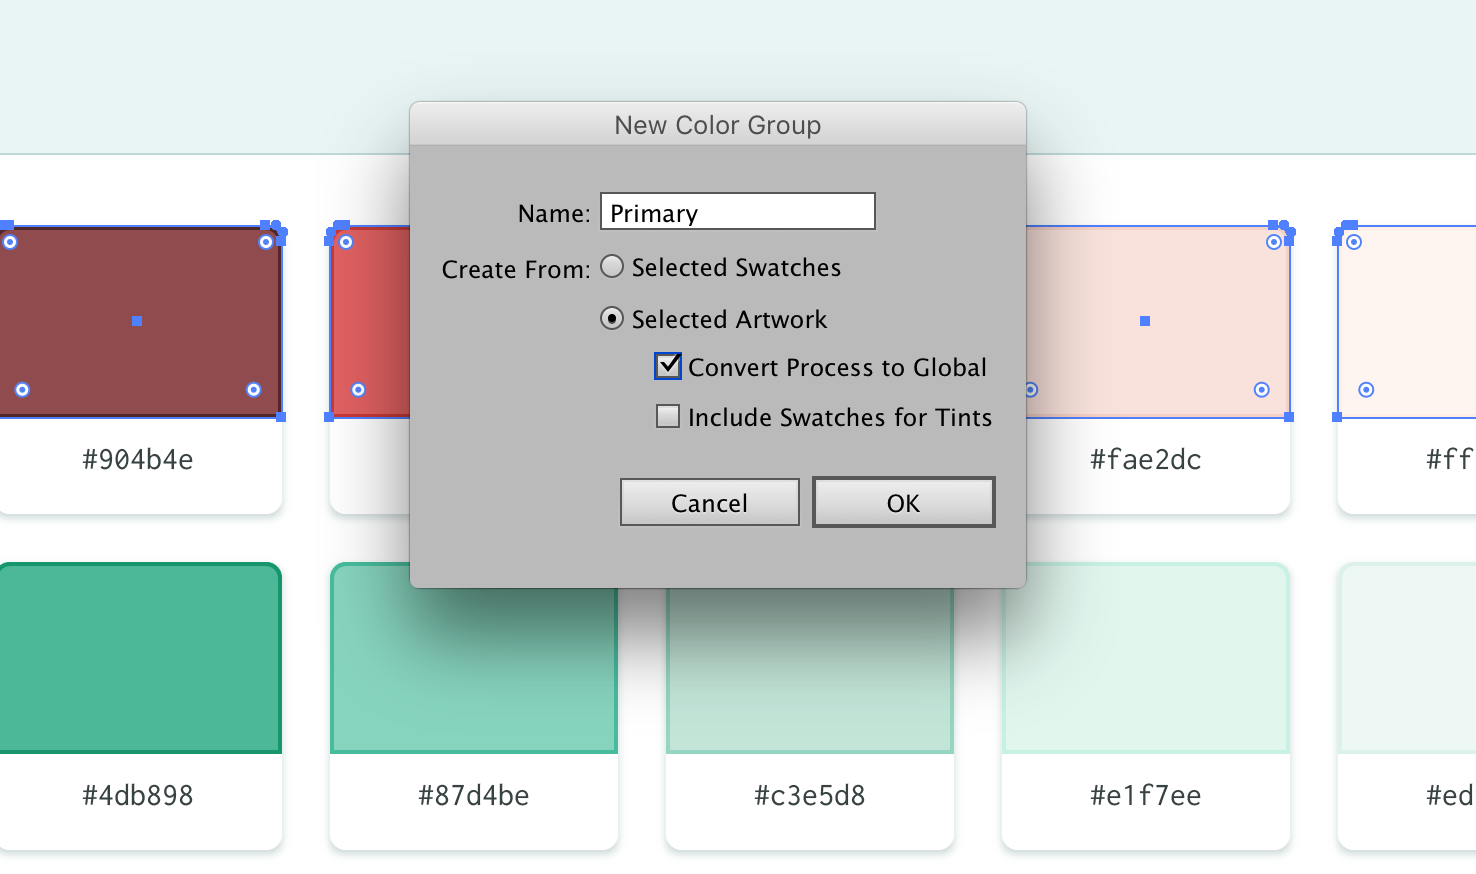 New Color Group
Name: Primary
Create From: Selected Swatches
Selected Artwork
Convert Process to Global
Include Swatches for Tints
Cancel OK
#904b4e #fae2dc #ff
#4db898 #87d4be #c3e5d8 #e1f7ee #ed